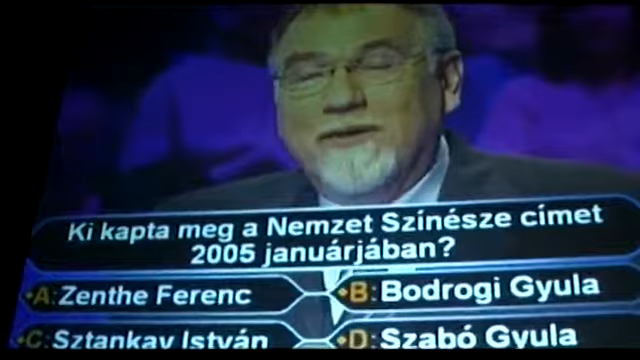 Ki kapta meg a Nemzet Színésze címet
2005 januárjában?
A: Zenthe Ferenc
B: Bodrogi Gyula
C: Sztankay István
D: Szabó Gyula